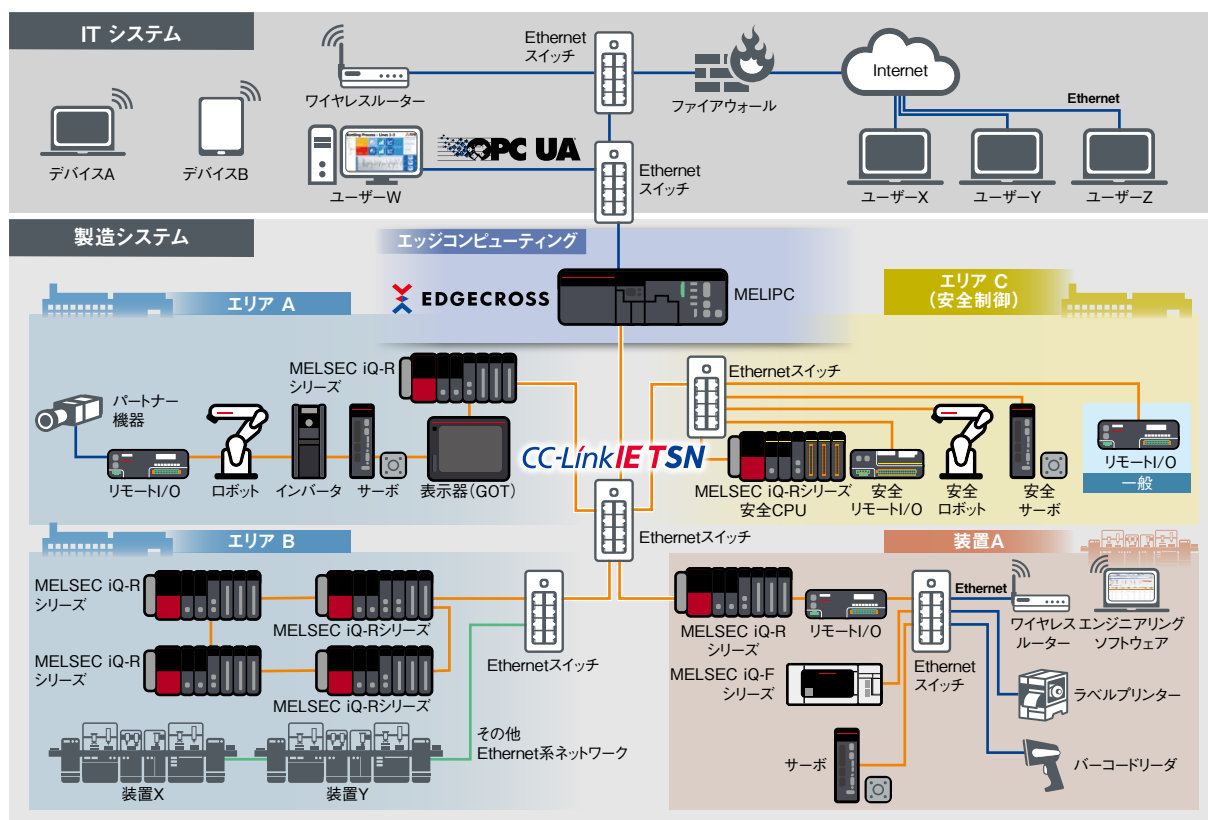 IT システム
Ethernet
スイッチ
ワイヤレスルーター
ファイアウォール
Internet
Ethernet
デバイスA
デバイスB
ユーザーW
OPC UA
Ethernet
スイッチ
ユーザーX
ユーザーY
ユーザーZ
製造システム
エッジコンピューティング
EDGECROSS
MELIPC
エリア A
MELSEC iQ-R
シリーズ
パートナー
機器
リモートI/O
ロボット
インバータ
サーボ
表示器(GOT)
CC-Link IE TSN
エリア C
(安全制御)
Ethernetスイッチ
MELSEC iQ-Rシリーズ
安全CPU
安全
リモートI/O
安全
ロボット
安全
サーボ
リモートI/O
一般
Ethernetスイッチ
エリア B
MELSEC iQ-R
シリーズ
MELSEC iQ-Rシリーズ
MELSEC iQ-R
シリーズ
MELSEC iQ-Rシリーズ
Ethernetスイッチ
その他
Ethernet系ネットワーク
装置X
装置Y
装置A
MELSEC iQ-R
シリーズ
リモートI/O
Ethernet
ワイヤレス
ルーター
エンジニアリング
ソフトウェア
MELSEC iQ-F
シリーズ
Ethernet
スイッチ
ラベルプリンター
サーボ
バーコードリーダ